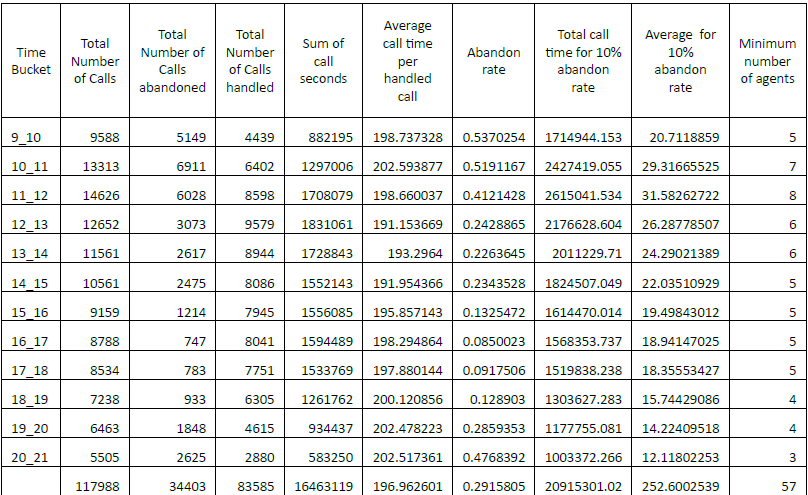 Time Bucket Total Number of Calls Total Number of Calls abandoned Total Number of Calls handled Sum of call seconds Average call time per handled call Abandon rate Total call time for 10% abandon rate Average for 10% abandon rate Minimum number of agents
9_10 9588 5149 4439 882195 198.737328 0.5370254 1714944.153 20.7118859 5
10_11 13313 6911 6402 1297006 202.593877 0.5191167 2427419.055 29.31665525 7
11_12 14626 6028 8598 1708079 198.660037 0.4121428 2615041.534 31.58262722 8
12_13 12652 3073 9579 1831061 191.153669 0.2428865 2176628.604 26.28778507 6
13_14 11561 2617 8944 1728843 193.2964 0.2263645 2011229.71 24.29021389 6
14_15 10561 2475 8086 1552143 191.954366 0.2343528 1824507.049 22.03510929 5
15_16 9159 1214 7945 1556085 195.857143 0.1325472 1614470.014 19.49843012 5
16_17 8788 747 8041 1594489 198.294864 0.0850023 1568353.737 18.94147025 5
17_18 8534 783 7751 1533769 197.880144 0.0917506 1519838.238 18.35553427 5
18_19 7238 933 6305 1261762 200.120856 0.128903 1303627.283 15.74429086 4
19_20 6463 1848 4615 934437 202.478223 0.2859353 1177755.081 14.22409518 4
20_21 5505 2625 2880 583250 202.517361 0.4768392 1003372.266 12.11802253 3
117988 34403 83585 16463119 196.962601 0.2915805 20915301.02 252.6002539 57